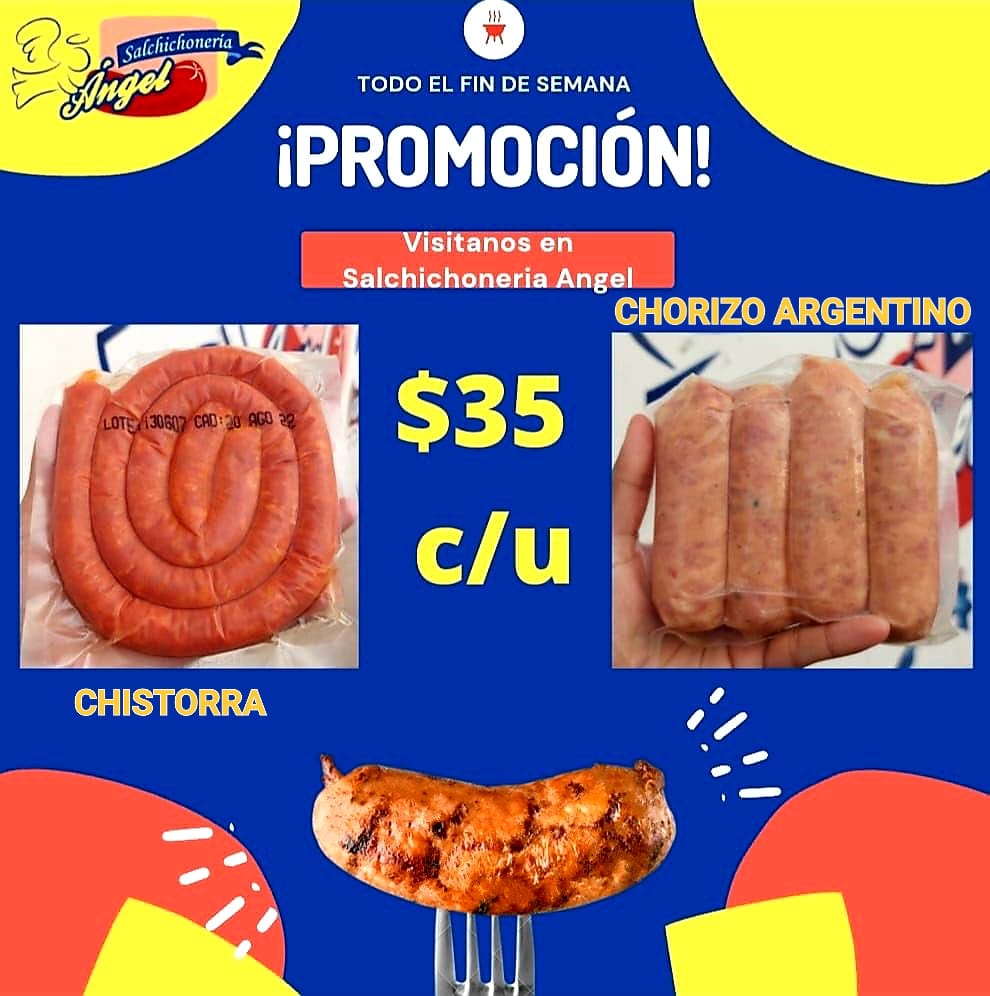 Salchichonería
Ángel
TODO EL FIN DE SEMANA
¡PROMOCIÓN!
Visitanos en
Salchichoneria Angel
CHORIZO ARGENTINO
LOTE:130607 CAD:20 AGO 22
$35
c/u
CHISTORRA